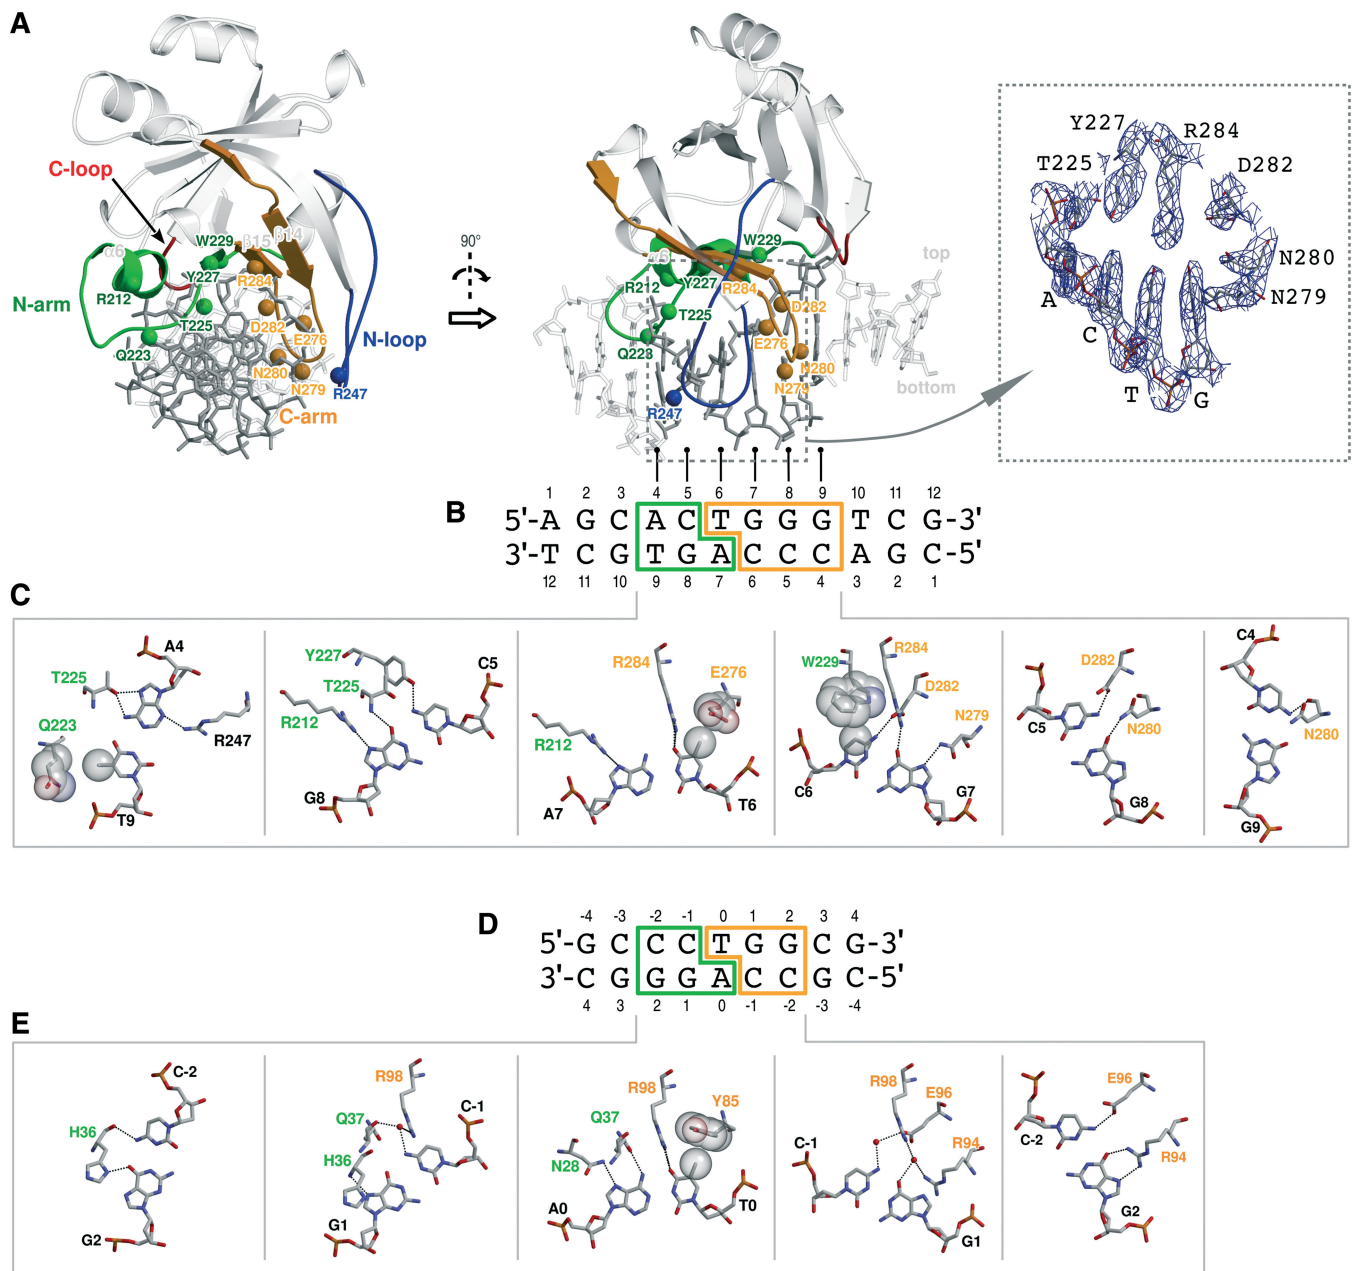 A
C-loop
α6
W229
β15
β14
R212
Y227
R284
N-arm
T225
D282
E276
N-loop
Q223
N280
N279
R247
C-arm
90°
W229
top
α6
R212
Y227
R284
T225
D282
Q223
E276
N280
N279
bottom
R247
Y227
R284
T225
D282
N280
N279
A
C
T
G
B
1 2 3 4 5 6 7 8 9 10 11 12
5'-A G C A C T G G G T C G-3'
3'-T C G T G A C C C A G C-5'
12 11 10 9 8 7 6 5 4 3 2 1
C
A4
T225
Q223
R247
T9
Y227
T225
C5
R212
G8
R284
E276
R212
A7
T6
W229
R284
D282
N279
C6
G7
D282
C5
N280
G8
C4
N280
G9
D
-4 -3 -2 -1 0 1 2 3 4
5'-G C C C T G G C G-3'
3'-C G G G A C C G C-5'
4 3 2 1 0 -1 -2 -3 -4
E
C-2
H36
G2
R98
Q37
C-1
H36
G1
R98
Y85
Q37
N28
A0
T0
R98
E96
C-1
R94
G1
E96
C-2
R94
G2